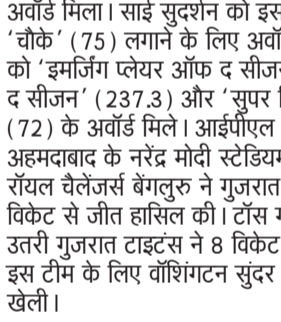 अवॉर्ड मिला। साई सुदर्शन को इस
'चौके' (75) लगाने के लिए अवॉ
को 'इमर्जिंग प्लेयर ऑफ द सीज
द सीजन' (237.3) और 'सुपर
(72) के अवॉर्ड मिले। आईपीएल
अहमदाबाद के नरेंद्र मोदी स्टेडिय
रॉयल चैलेंजर्स बेंगलुरु ने गुजरात
विकेट से जीत हासिल की। टॉस
उतरी गुजरात टाइटंस ने 8 विकेट
इस टीम के लिए वॉशिंगटन सुंदर
खेली।